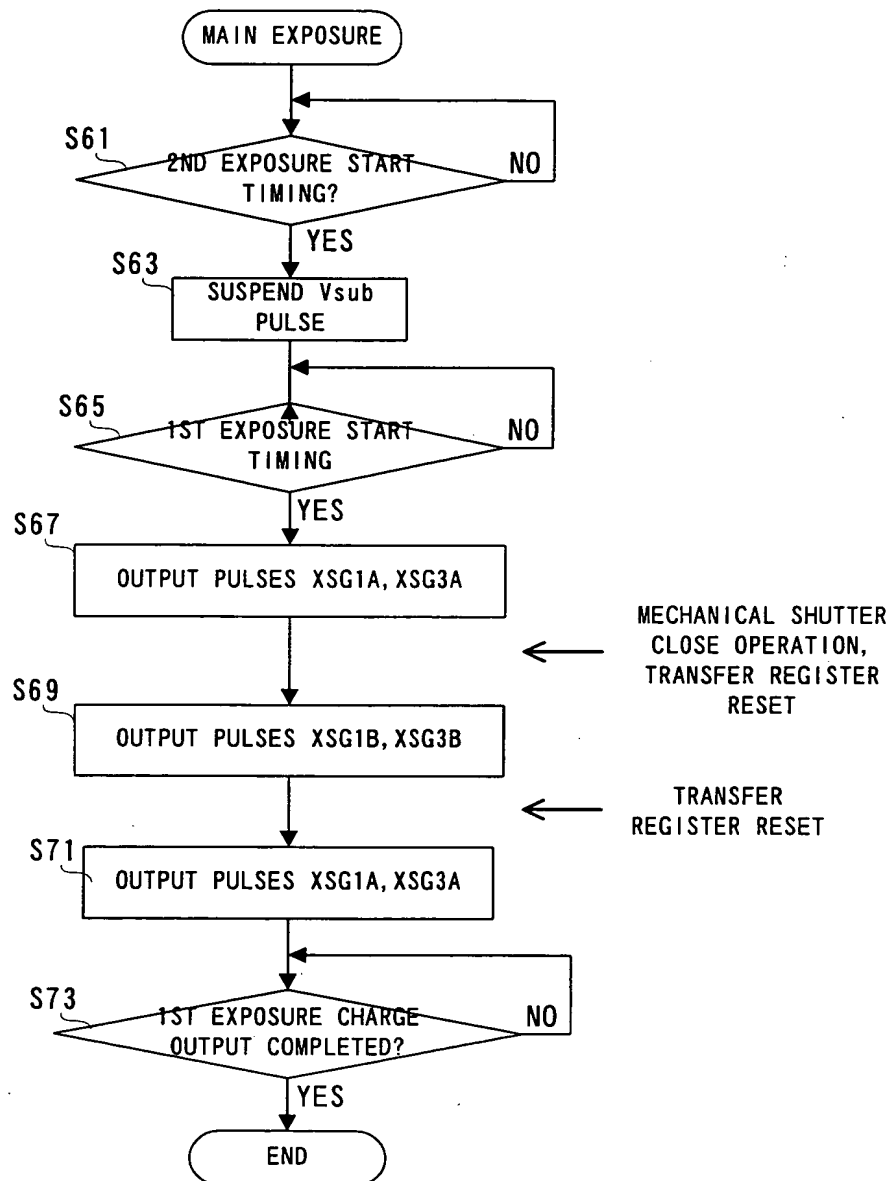 MAIN EXPOSURE
S61
2ND EXPOSURE START
TIMING?
NO
YES
S63
SUSPEND Vsub
PULSE
S65
1ST EXPOSURE START
TIMING
NO
YES
S67
OUTPUT PULSES XSG1A, XSG3A
MECHANICAL SHUTTER
CLOSE OPERATION,
TRANSFER REGISTER
RESET
S69
OUTPUT PULSES XSG1B, XSG3B
TRANSFER
REGISTER RESET
S71
OUTPUT PULSES XSG1A, XSG3A
S73
1ST EXPOSURE CHARGE
OUTPUT COMPLETED?
NO
YES
END